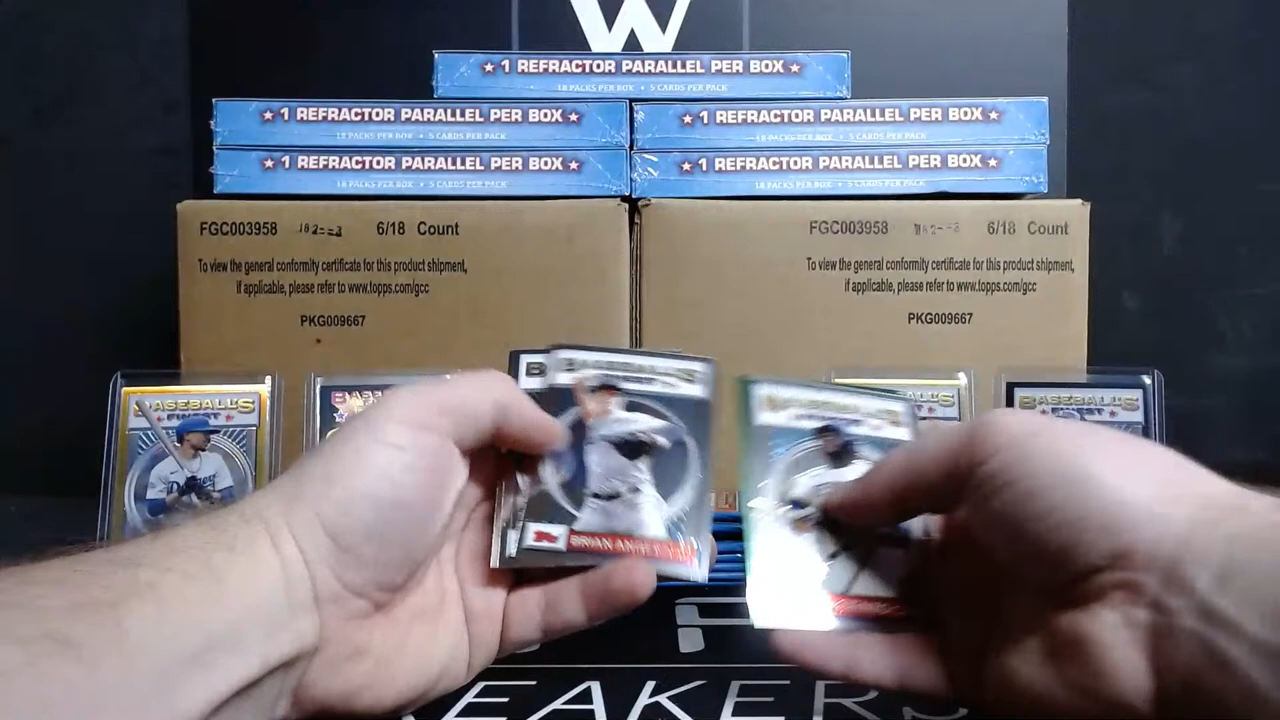 W
★ 1 REFRACTOR PARALLEL PER BOX ★
18 PACKS PER BOX • 5 CARDS PER PACK
★ 1 REFRACTOR PARALLEL PER BOX ★
18 PACKS PER BOX • 5 CARDS PER PACK
★ 1 REFRACTOR PARALLEL PER BOX ★
18 PACKS PER BOX • 5 CARDS PER PACK
★ 1 REFRACTOR PARALLEL PER BOX ★
18 PACKS PER BOX • 5 CARDS PER PACK
★ 1 REFRACTOR PARALLEL PER BOX ★
18 PACKS PER BOX • 5 CARDS PER PACK
FGC003958 6/18 Count
To view the general conformity certificate for this product shipment,
if applicable, please refer to www.topps.com/gcc
PKG009667
FGC003958 6/18 Count
To view the general conformity certificate for this product shipment,
if applicable, please refer to www.topps.com/gcc
PKG009667
BASEBALL'S
FINEST
Dodgers
BASEBALL'S
BRIAN
BASEBALL'S
BASEBALL'S
FINEST
EAKERS